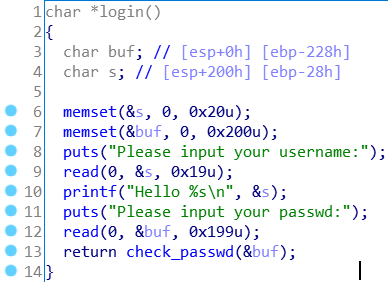 1 char *login()
2 {
3 char buf; // [esp+0h] [ebp-228h]
4 char s; // [esp+200h] [ebp-28h]
5
6 memset(&s, 0, 0x20u);
7 memset(&buf, 0, 0x200u);
8 puts("Please input your username:");
9 read(0, &s, 0x19u);
10 printf("Hello %s\n", &s);
11 puts("Please input your passwd:");
12 read(0, &buf, 0x199u);
13 return check_passwd(&buf);
14 }